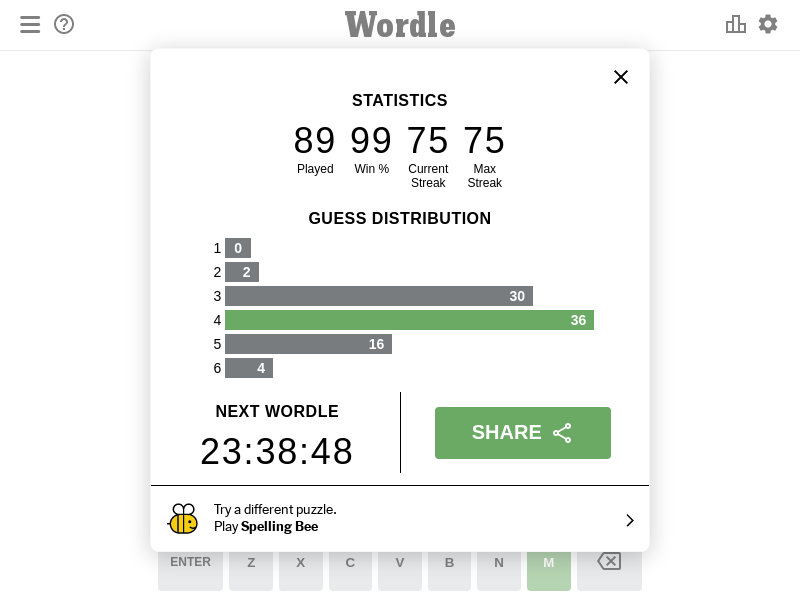 Wordle
STATISTICS
89 99 75 75
Played Win % Current Streak Max Streak
GUESS DISTRIBUTION
1 0
2 2
3 30
4 36
5 16
6 4
NEXT WORDLE
23:38:48
SHARE
Try a different puzzle.
Play Spelling Bee
ENTER Z X C V B N M